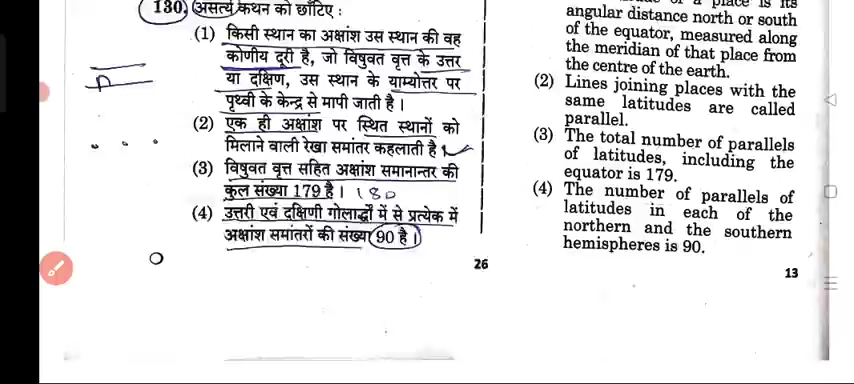 130. असत्य कथन को छाँटिए :
(1) किसी स्थान का अक्षांश उस स्थान की वह
कोणीय दूरी है, जो विषुवत वृत्त के उत्तर
या दक्षिण, उस स्थान के याम्योत्तर पर
पृथ्वी के केन्द्र से मापी जाती है।
(2) एक ही अक्षांश पर स्थित स्थानों को
मिलाने वाली रेखा समांतर कहलाती है।
(3) विषुवत वृत्त सहित अक्षांश समानान्तर की
कुल संख्या 179 है। 180
(4) उत्तरी एवं दक्षिणी गोलार्द्धों में से प्रत्येक में
अक्षांश समांतरों की संख्या 90 है।
26
a place is its
angular distance north or south
of the equator, measured along
the meridian of that place from
the centre of the earth.
(2) Lines joining places with the
same latitudes are called
parallel.
(3) The total number of parallels
of latitudes, including the
equator is 179.
(4) The number of parallels of
latitudes in each of the
northern and the southern
hemispheres is 90.
13